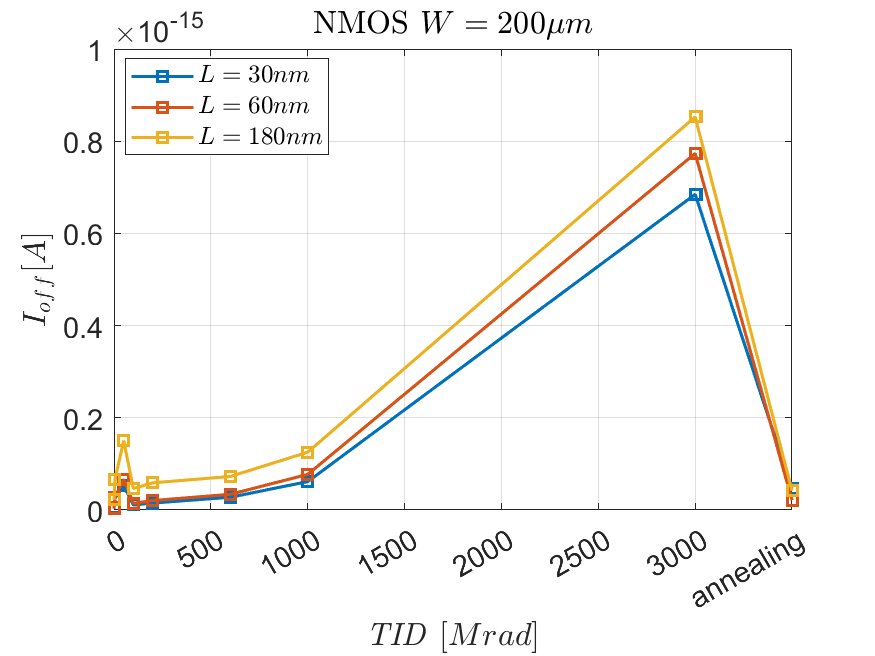 ×10⁻¹⁵
NMOS W = 200μm
1
0.8
0.6
0.4
0.2
0
L = 30nm
L = 60nm
L = 180nm
I_off[A]
0
500
1000
1500
2000
2500
3000
annealing
TID [Mrad]